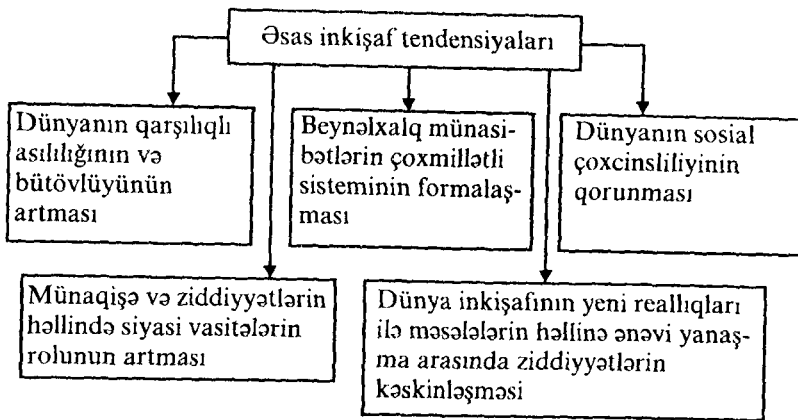 Əsas inkişaf tendensiyaları
Dünyanın qarşılıqlı
asılılığının və
bütövlüyünün
artması
Beynəlxalq münasi-
bətlərin çoxmillətli
sisteminin formalaş-
ması
Dünyanın sosial
çoxcinsliliyinin
qorunması
Münaqişə və ziddiyyətlərin
həllində siyasi vasitələrin
rolunun artması
Dünya inkişafının yeni reallıqları
ilə məsələlərin həllinə ənəvi yanaş-
ma arasında ziddiyyətlərin
kəskinləşməsi